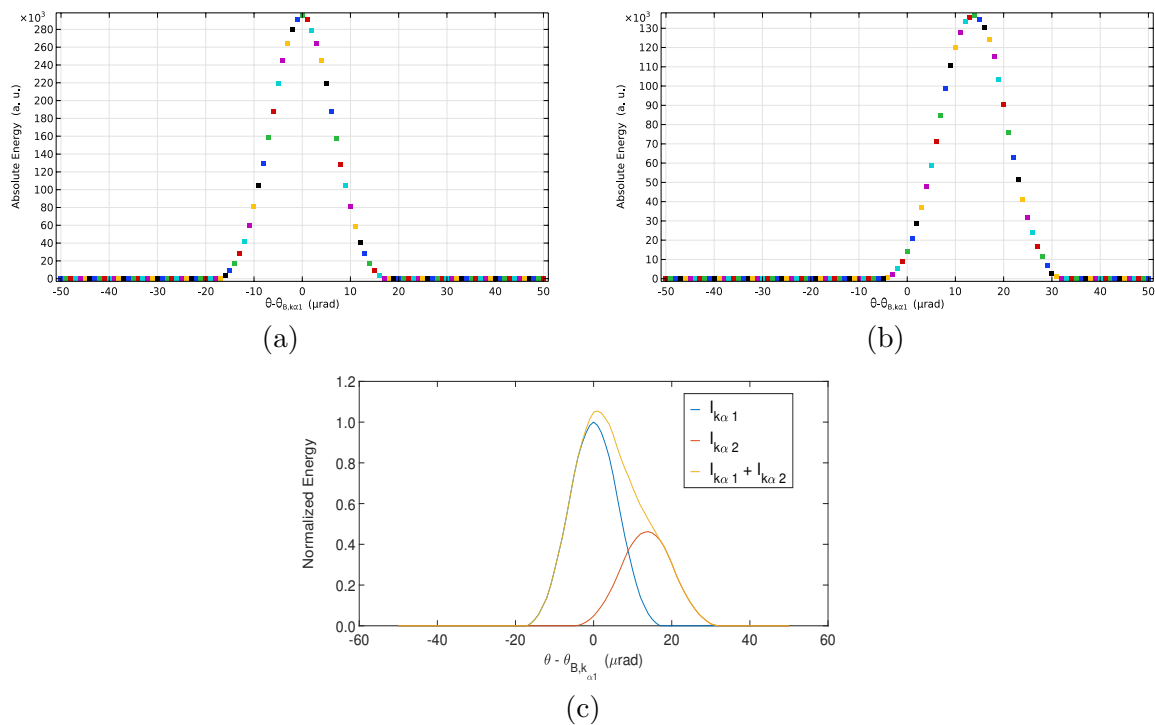 ×10³
280
260
240
220
200
180
160
140
120
100
80
60
40
20
0
Absolute Energy (a. u.)
-50 -40 -30 -20 -10 0 10 20 30 40 50
θ-θB,kα1 (μrad)
(a)
×10³
130
120
110
100
90
80
70
60
50
40
30
20
10
0
Absolute Energy (a. u.)
-50 -40 -30 -20 -10 0 10 20 30 40 50
θ-θB,kα1 (μrad)
(b)
1.2
1.0
0.8
0.6
0.4
0.2
0.0
Normalized Energy
I kα 1
I kα 2
I kα 1 + I kα 2
-60 -40 -20 0 20 40 60
θ - θB,kα1 (μrad)
(c)